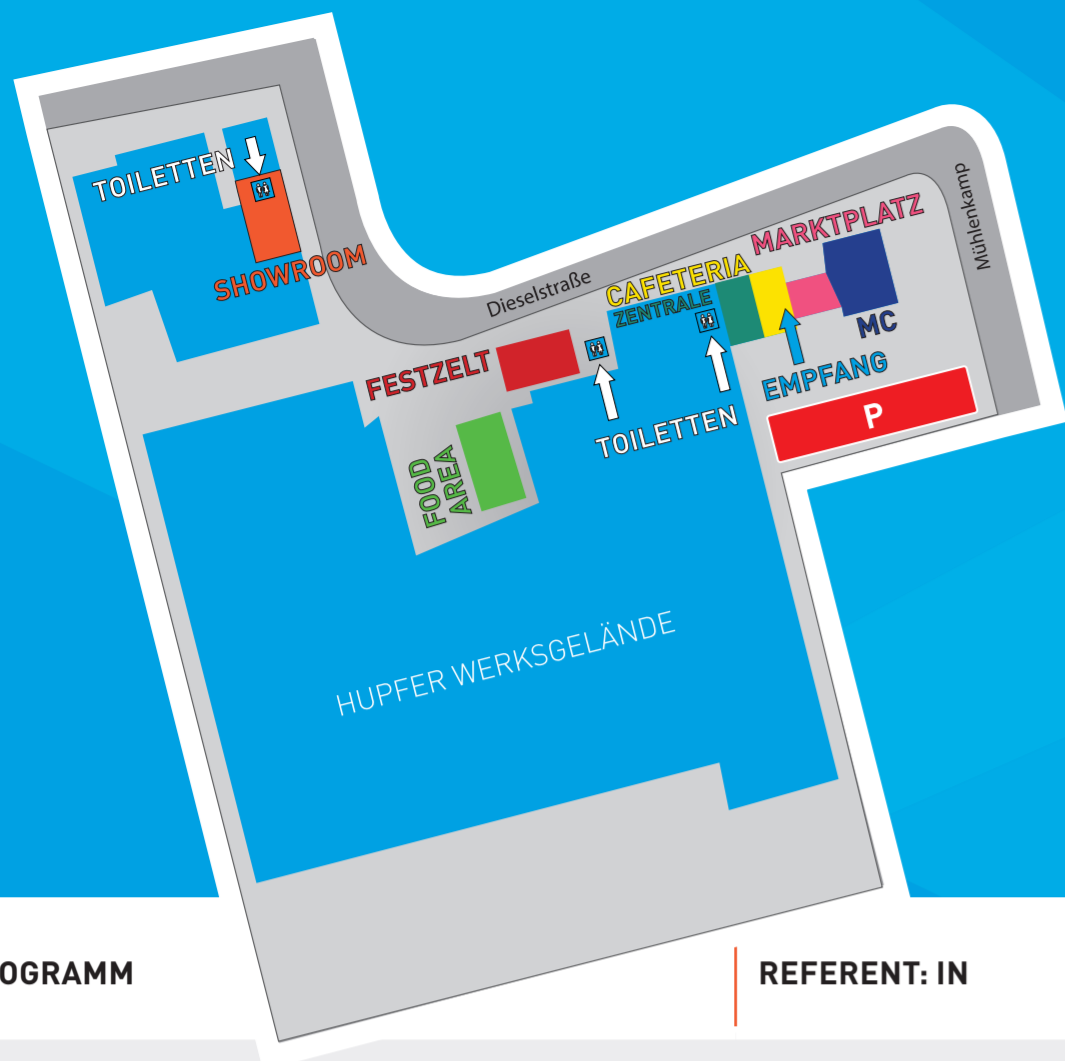 TOILETTEN
SHOWROOM
Dieselstraße
Mühlenkamp
MARKTPLATZ
CAFETERIA
ZENTRALE
MC
FESTZELT
EMPFANG
P
TOILETTEN
FOOD
AREA
HUPFER WERKSGELÄNDE
OGRAMM
REFERENT: IN